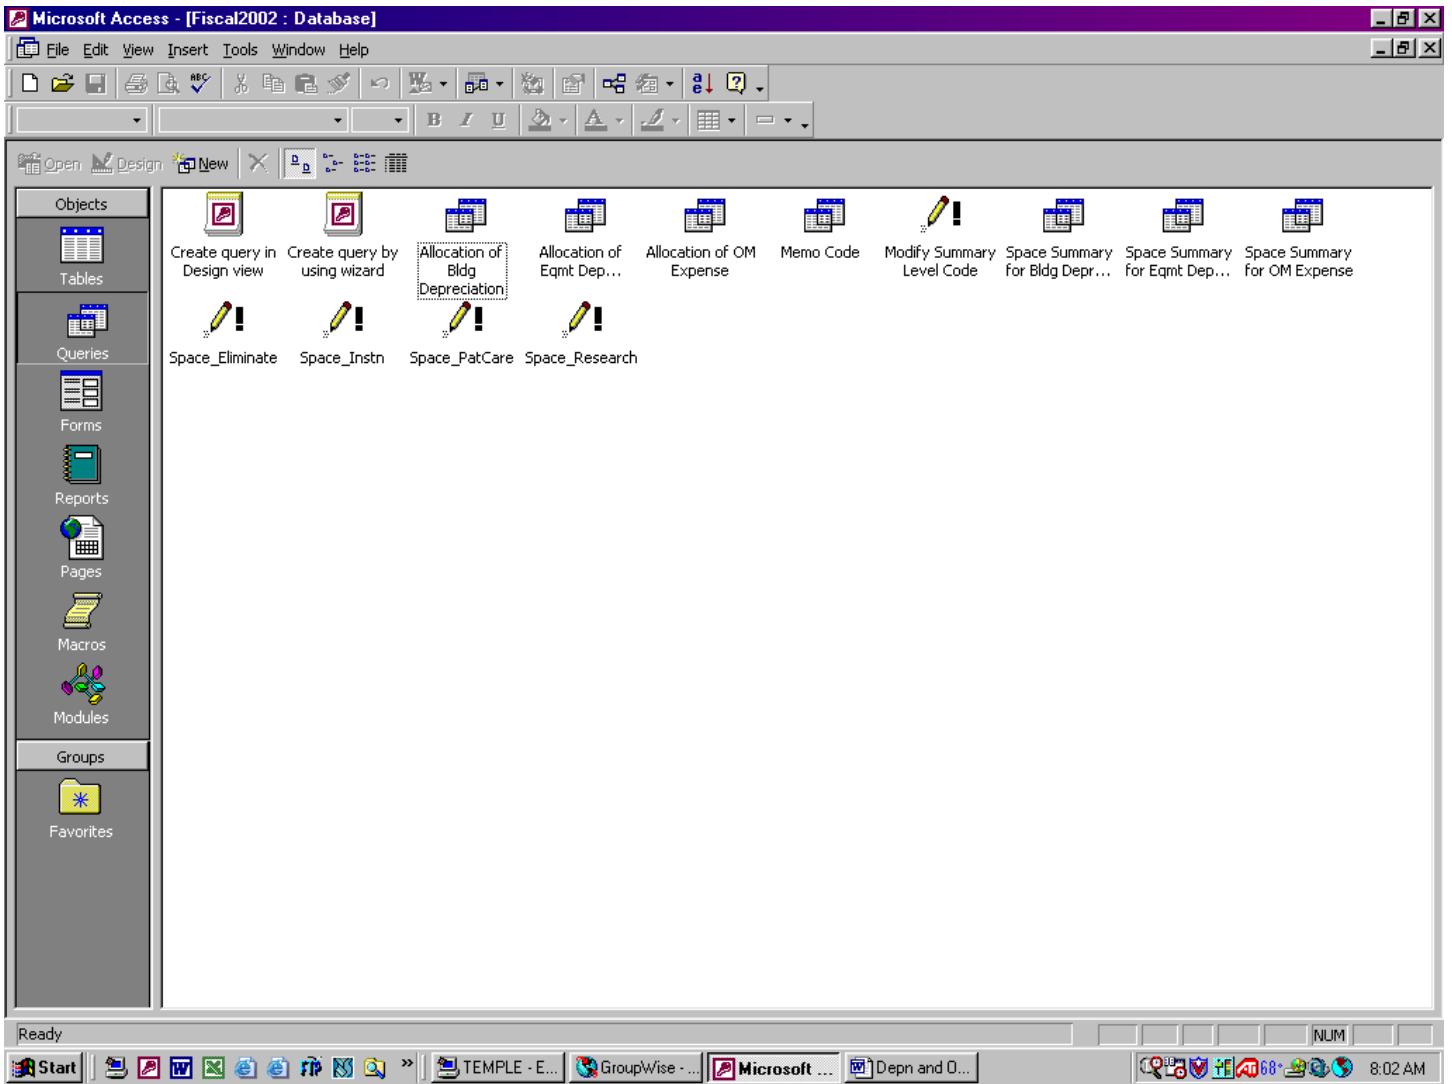 Microsoft Access - [Fiscal2002 : Database]
File Edit View Insert Tools Window Help
B I U
Open Design New
Objects
Tables
Queries
Forms
Reports
Pages
Macros
Modules
Groups
Favorites
Create query in Design view
Create query by using wizard
Allocation of Bldg Depreciation
Allocation of Eqmt Dep...
Allocation of OM Expense
Memo Code
Modify Summary Level Code
Space Summary for Bldg Depr...
Space Summary for Eqmt Dep...
Space Summary for OM Expense
Space_Eliminate
Space_Instn
Space_PatCare
Space_Research
Ready
NUM
Start
TEMPLE - E...
GroupWise - ...
Microsoft ...
Depn and O...
68°
8:02 AM